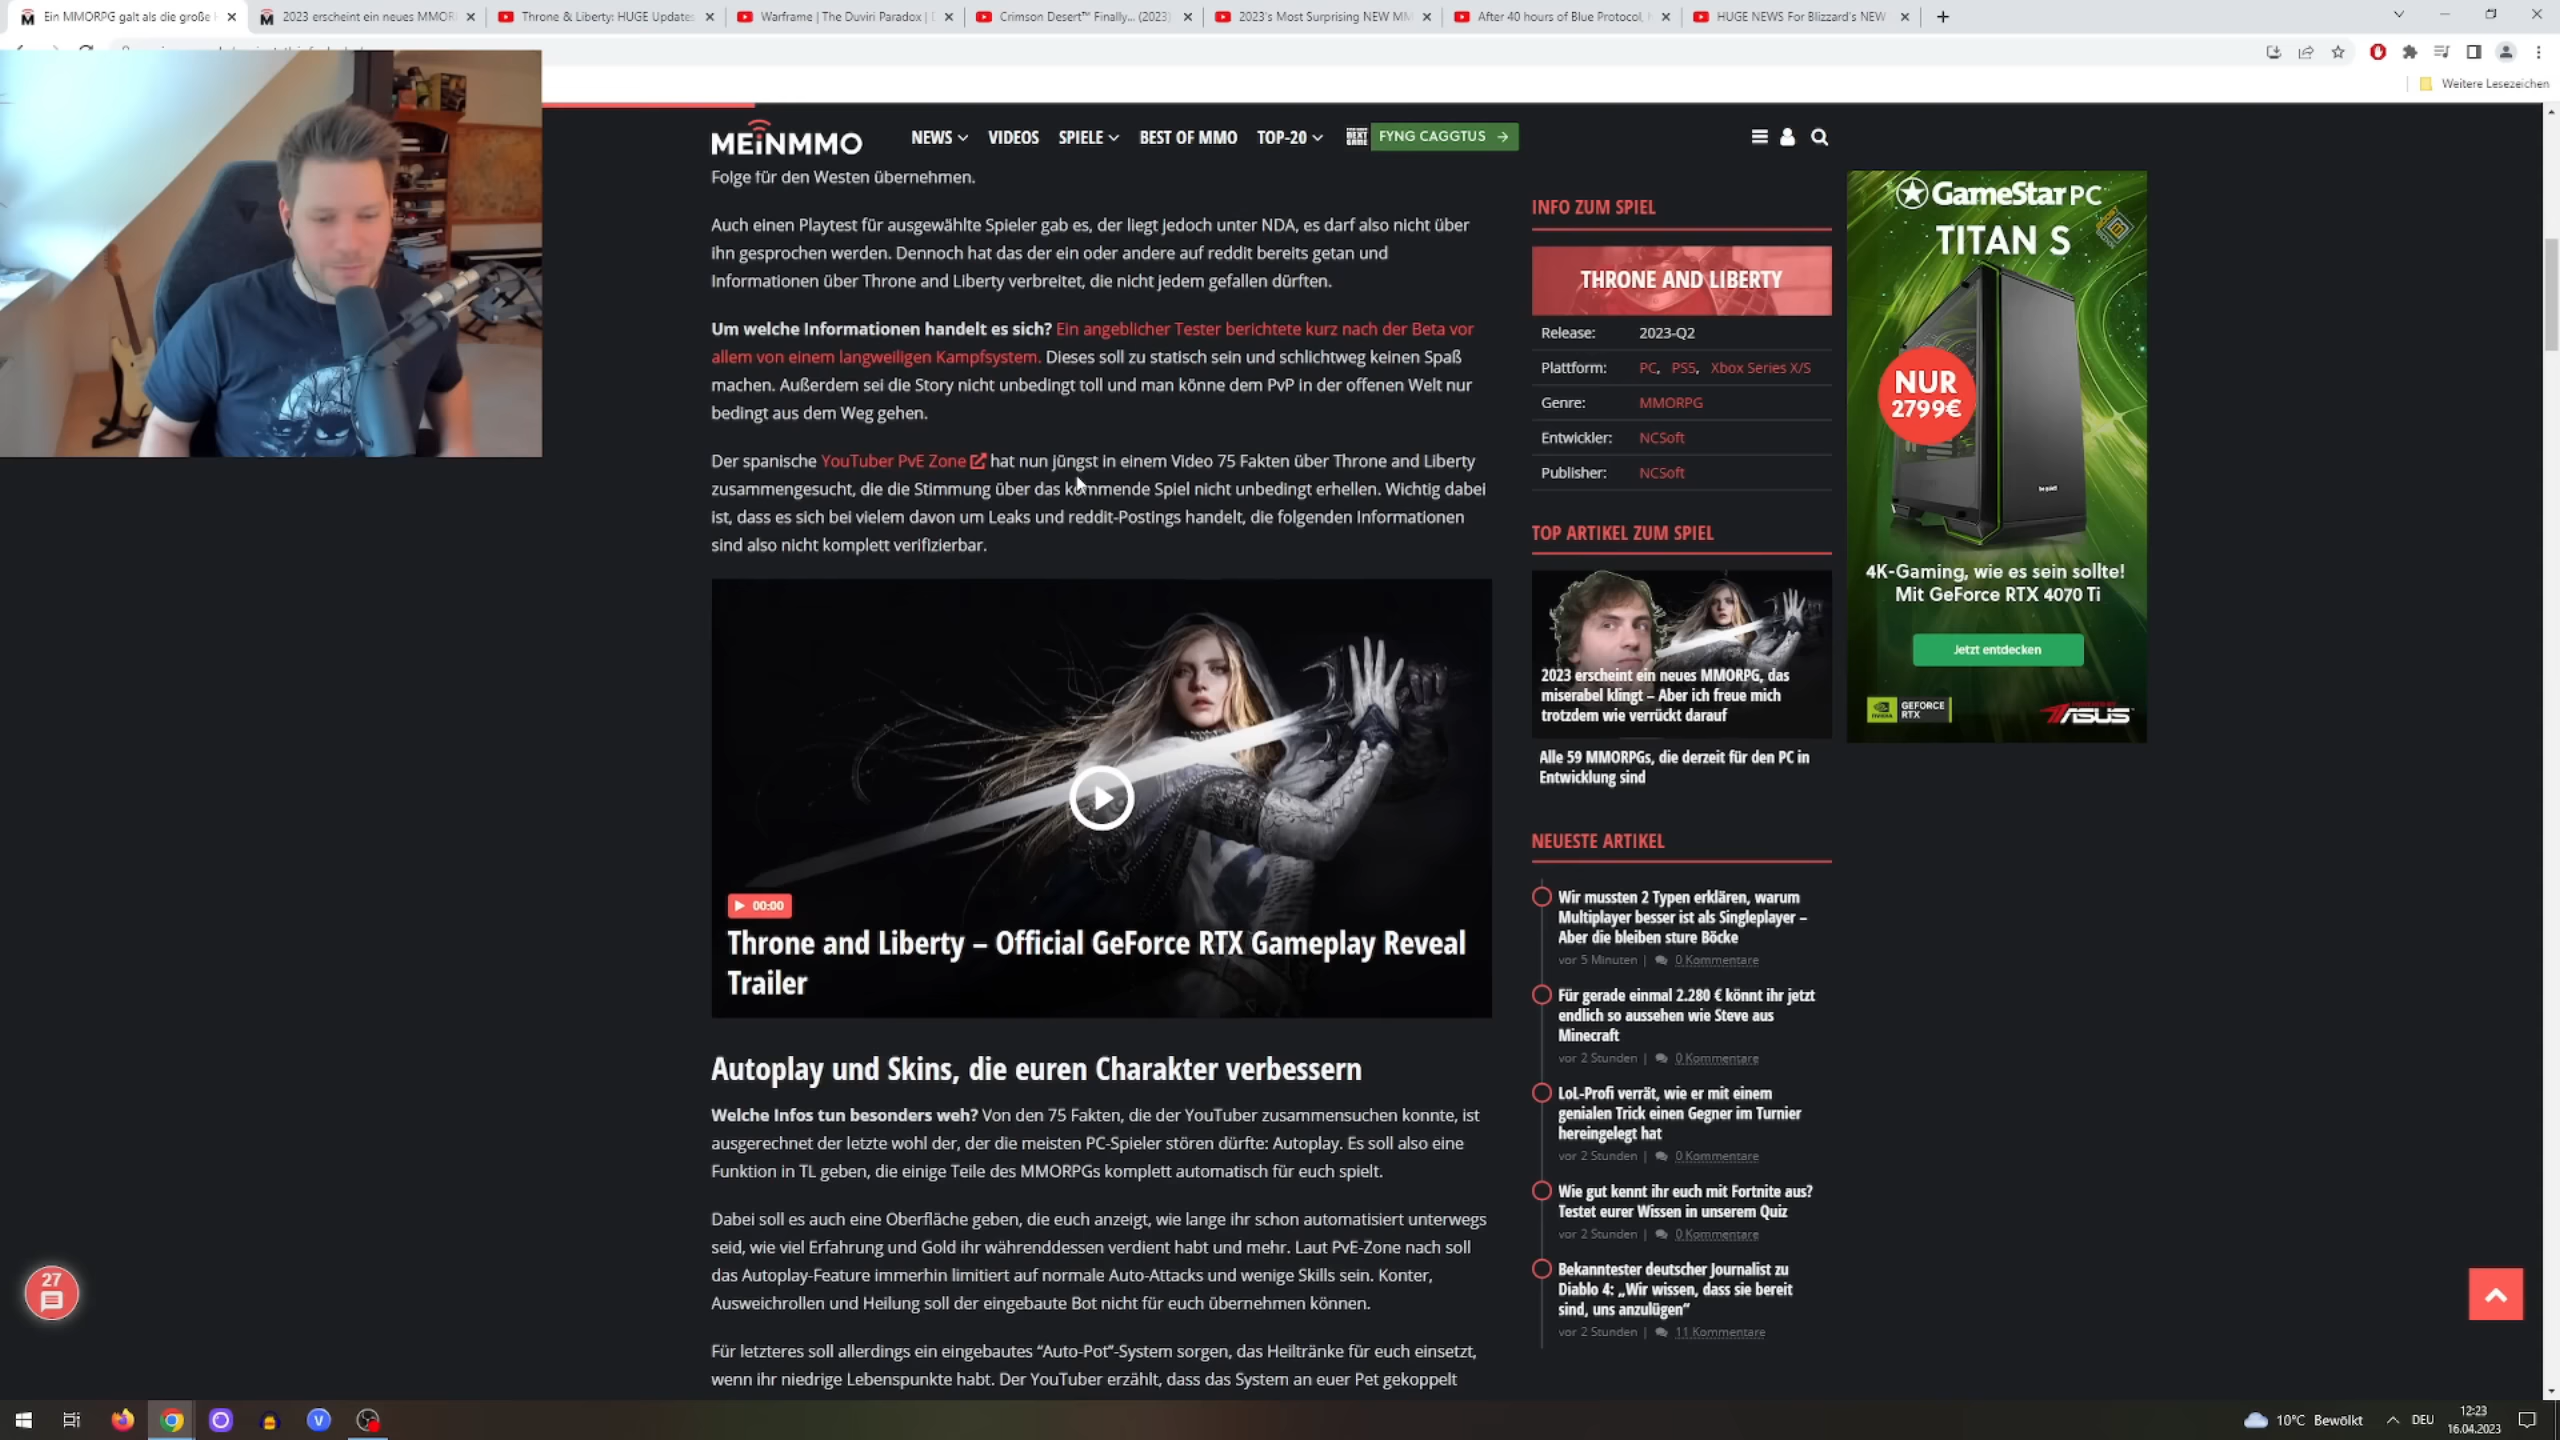 Ein MMORPG galt als die große
2023 erscheint ein neues MMOR
Throne & Liberty: HUGE Updates
Warframe | The Duviri Paradox |
Crimson Desert™ Finally... (2023)
2023's Most Surprising NEW MM
After 40 hours of Blue Protocol,
HUGE NEWS For Blizzard's NEW
Weitere Lesezeichen
MEiNMMO
NEWS
VIDEOS
SPIELE
BEST OF MMO
TOP-20
FIND YOUR NEXT GAME
FYNG CAGGTUS →
Folge für den Westen übernehmen.
Auch einen Playtest für ausgewählte Spieler gab es, der liegt jedoch unter NDA, es darf also nicht über
ihn gesprochen werden. Dennoch hat das der ein oder andere auf reddit bereits getan und
Informationen über Throne and Liberty verbreitet, die nicht jedem gefallen dürften.
Um welche Informationen handelt es sich? Ein angeblicher Tester berichtete kurz nach der Beta vor
allem von einem langweiligen Kampfsystem. Dieses soll zu statisch sein und schlichtweg keinen Spaß
machen. Außerdem sei die Story nicht unbedingt toll und man könne dem PvP in der offenen Welt nur
bedingt aus dem Weg gehen.
Der spanische YouTuber PvE Zone hat nun jüngst in einem Video 75 Fakten über Throne and Liberty
zusammengesucht, die die Stimmung über das kommende Spiel nicht unbedingt erhellen. Wichtig dabei
ist, dass es sich bei vielem davon um Leaks und reddit-Postings handelt, die folgenden Informationen
sind also nicht komplett verifizierbar.
00:00
Throne and Liberty – Official GeForce RTX Gameplay Reveal
Trailer
Autoplay und Skins, die euren Charakter verbessern
Welche Infos tun besonders weh? Von den 75 Fakten, die der YouTuber zusammensuchen konnte, ist
ausgerechnet der letzte wohl der, der die meisten PC-Spieler stören dürfte: Autoplay. Es soll also eine
Funktion in TL geben, die einige Teile des MMORPGs komplett automatisch für euch spielt.
Dabei soll es auch eine Oberfläche geben, die euch anzeigt, wie lange ihr schon automatisiert unterwegs
seid, wie viel Erfahrung und Gold ihr währenddessen verdient habt und mehr. Laut PvE-Zone nach soll
das Autoplay-Feature immerhin limitiert auf normale Auto-Attacks und wenige Skills sein. Konter,
Ausweichrollen und Heilung soll der eingebaute Bot nicht für euch übernehmen können.
Für letzteres soll allerdings ein eingebautes “Auto-Pot”-System sorgen, das Heiltränke für euch einsetzt,
wenn ihr niedrige Lebenspunkte habt. Der YouTuber erzählt, dass das System an euer Pet gekoppelt
INFO ZUM SPIEL
THRONE AND LIBERTY
Release: 2023-Q2
Plattform: PC, PS5, Xbox Series X/S
Genre: MMORPG
Entwickler: NCSoft
Publisher: NCSoft
TOP ARTIKEL ZUM SPIEL
2023 erscheint ein neues MMORPG, das
miserabel klingt – Aber ich freue mich
trotzdem wie verrückt darauf
Alle 59 MMORPGs, die derzeit für den PC in
Entwicklung sind
NEUESTE ARTIKEL
Wir mussten 2 Typen erklären, warum
Multiplayer besser ist als Singleplayer –
Aber die bleiben sture Böcke
vor 5 Minuten | 0 Kommentare
Für gerade einmal 2.280 € könnt ihr jetzt
endlich so aussehen wie Steve aus
Minecraft
vor 2 Stunden | 0 Kommentare
LoL-Profi verrät, wie er mit einem
genialen Trick einen Gegner im Turnier
hereingelegt hat
vor 2 Stunden | 0 Kommentare
Wie gut kennt ihr euch mit Fortnite aus?
Testet eurer Wissen in unserem Quiz
vor 2 Stunden | 0 Kommentare
Bekanntester deutscher Journalist zu
Diablo 4: „Wir wissen, dass sie bereit
sind, uns anzulügen“
vor 2 Stunden | 11 Kommentare
GameStar PC
TITAN S
NUR
2799€
be quiet!
4K-Gaming, wie es sein sollte!
Mit GeForce RTX 4070 Ti
Jetzt entdecken
GEFORCE
RTX
ASUS
27
10°C Bewölkt
DEU
12:23
16.04.2023